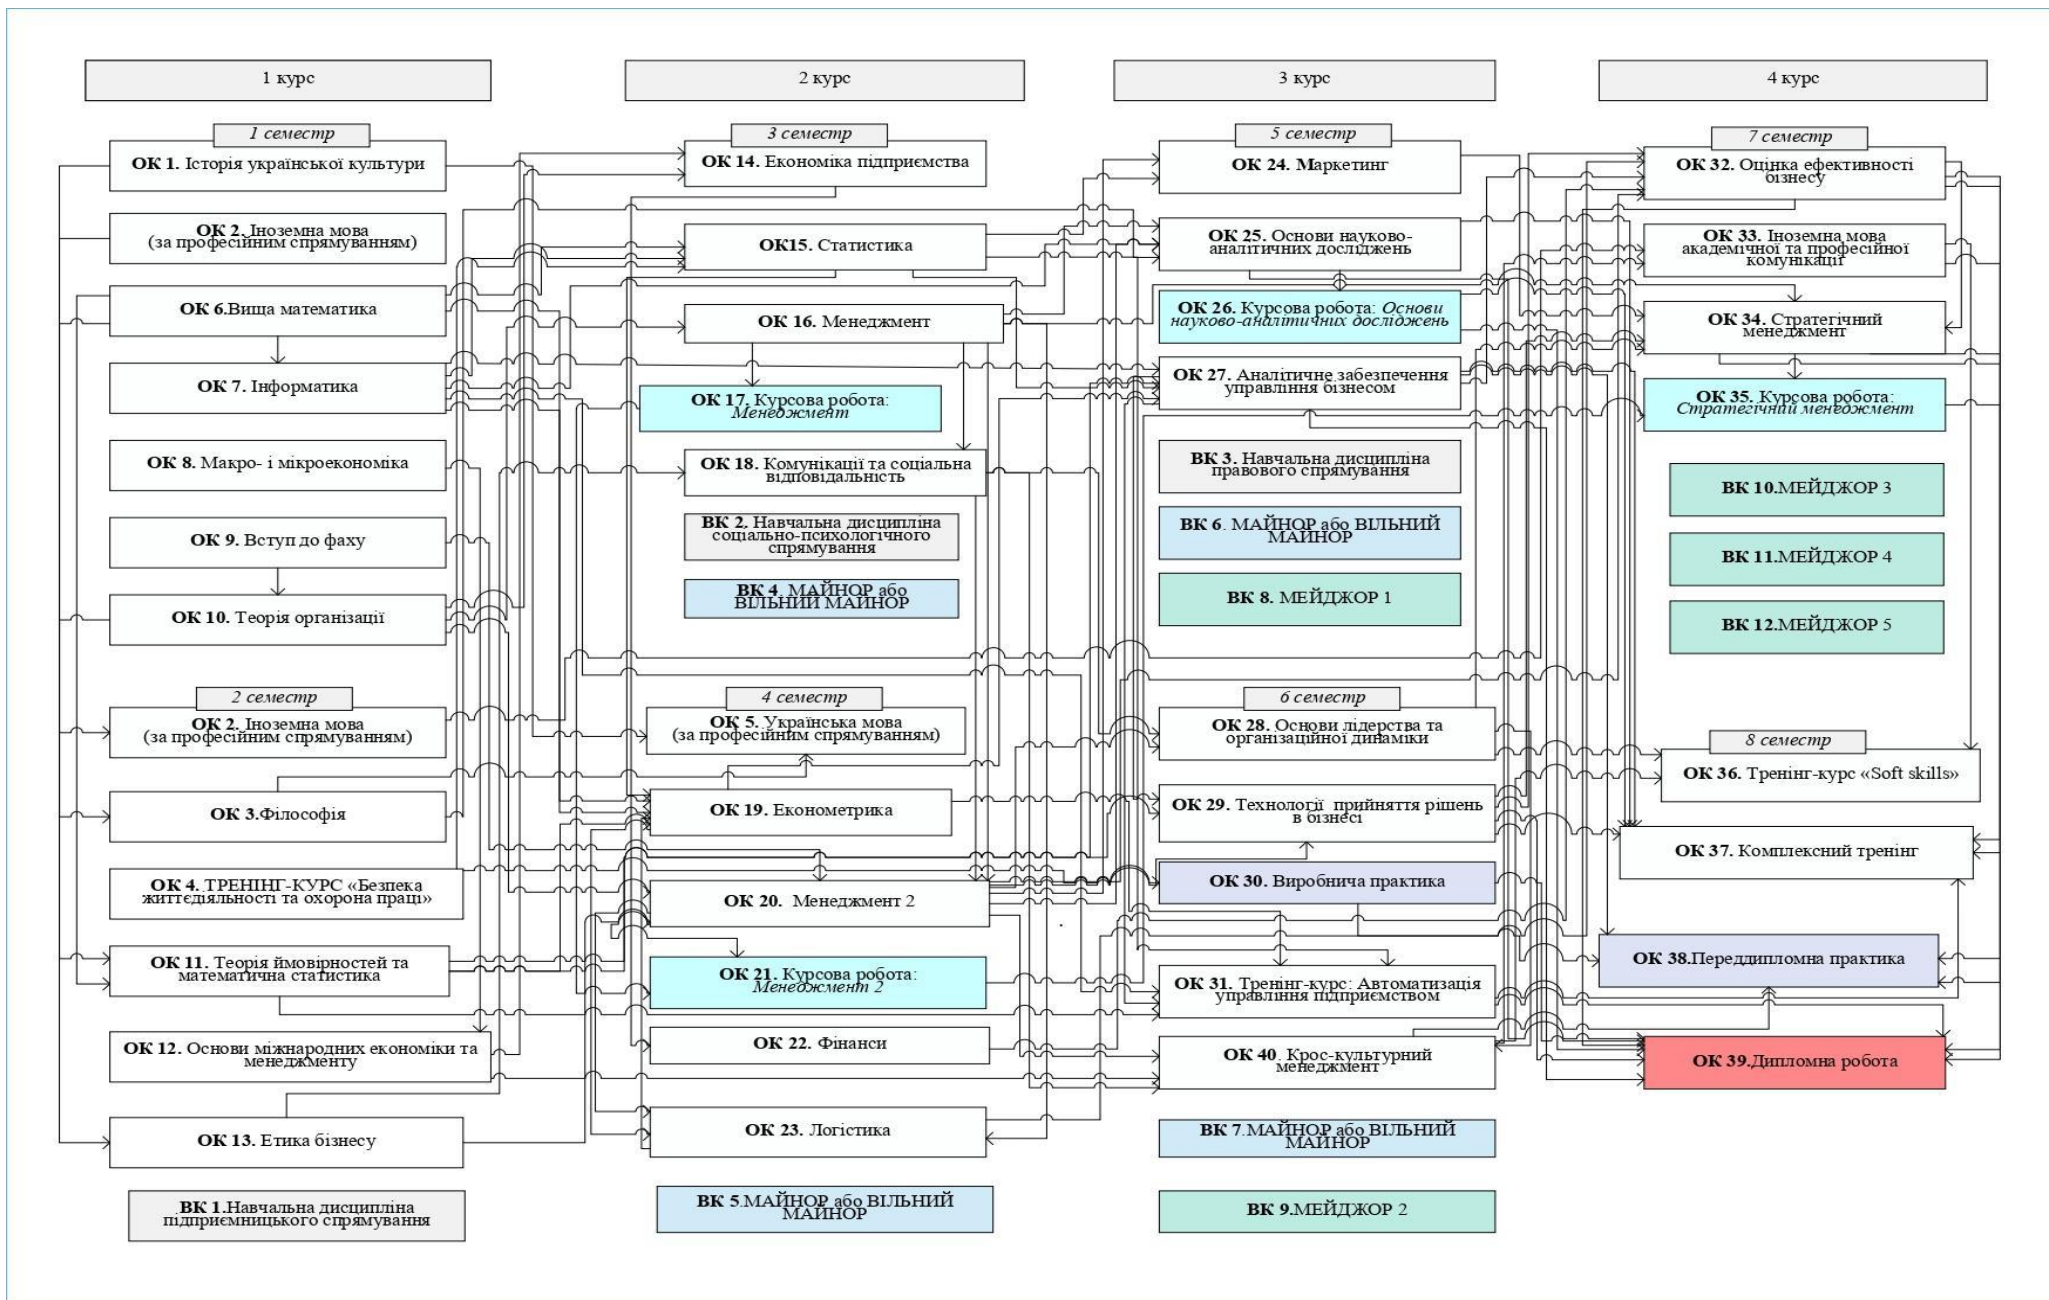 1 курс
2 курс
3 курс
4 курс
1 семестр
ОК 1. Історія української культури
ОК 2. Іноземна мова
(за професійним спрямуванням)
ОК 6.Вища математика
ОК 7. Інформатика
ОК 8. Макро- і мікроекономіка
ОК 9. Вступ до фаху
ОК 10. Теорія організації
2 семестр
ОК 2. Іноземна мова
(за професійним спрямуванням)
ОК 3.Філософія
ОК 4. ТРЕНІНГ-КУРС «Безпека
життєдіяльності та охорона праці»
ОК 11. Теорія ймовірностей та
математична статистика
ОК 12. Основи міжнародних економіки та
менеджменту
ОК 13. Етика бізнесу
ВК 1.Навчальна дисципліна
підприємницького спрямування
3 семестр
ОК 14. Економіка підприємства
ОК15. Статистика
ОК 16. Менеджмент
ОК 17. Курсова робота:
Менеджмент
ОК 18. Комунікації та соціальна
відповідальність
ВК 2. Навчальна дисципліна
соціально-психологічного
спрямування
ВК 4. МАЙНОР або
ВІЛЬНИЙ МАЙНОР
4 семестр
ОК 5. Українська мова
(за професійним спрямуванням)
ОК 19. Економетрика
ОК 20. Менеджмент 2
ОК 21. Курсова робота:
Менеджмент 2
ОК 22. Фінанси
ОК 23. Логістика
ВК 5.МАЙНОР або ВІЛЬНИЙ
МАЙНОР
5 семестр
ОК 24. Маркетинг
ОК 25. Основи науково-
аналітичних досліджень
ОК 26. Курсова робота: Основи
науково-аналітичних досліджень
ОК 27. Аналітичне забезпечення
управління бізнесом
ВК 3. Навчальна дисципліна
правового спрямування
ВК 6. МАЙНОР або ВІЛЬНИЙ
МАЙНОР
ВК 8. МЕЙДЖОР 1
6 семестр
ОК 28. Основи лідерства та
організаційної динаміки
ОК 29. Технології прийняття рішень
в бізнесі
ОК 30. Виробнича практика
ОК 31. Тренінг-курс: Автоматизація
управління підприємством
ОК 40. Крос-культурний
менеджмент
ВК 7.МАЙНОР або ВІЛЬНИЙ
МАЙНОР
ВК 9.МЕЙДЖОР 2
7 семестр
ОК 32. Оцінка ефективності
бізнесу
ОК 33. Іноземна мова
академічної та професійної
комунікації
ОК 34. Стратегічний
менеджмент
ОК 35. Курсова робота:
Стратегічний менеджмент
ВК 10.МЕЙДЖОР 3
ВК 11.МЕЙДЖОР 4
ВК 12.МЕЙДЖОР 5
8 семестр
ОК 36. Тренінг-курс «Soft skills»
ОК 37. Комплексний тренінг
ОК 38.Переддипломна практика
ОК 39.Дипломна робота